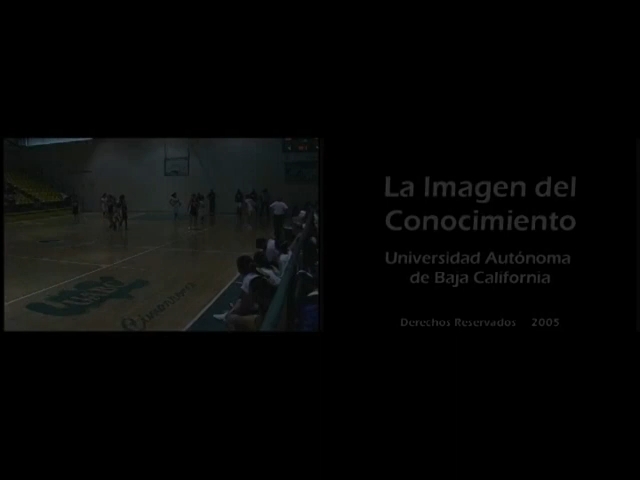 La Imagen del
Conocimiento
Universidad Autónoma
de Baja California
Derechos Reservados 2005